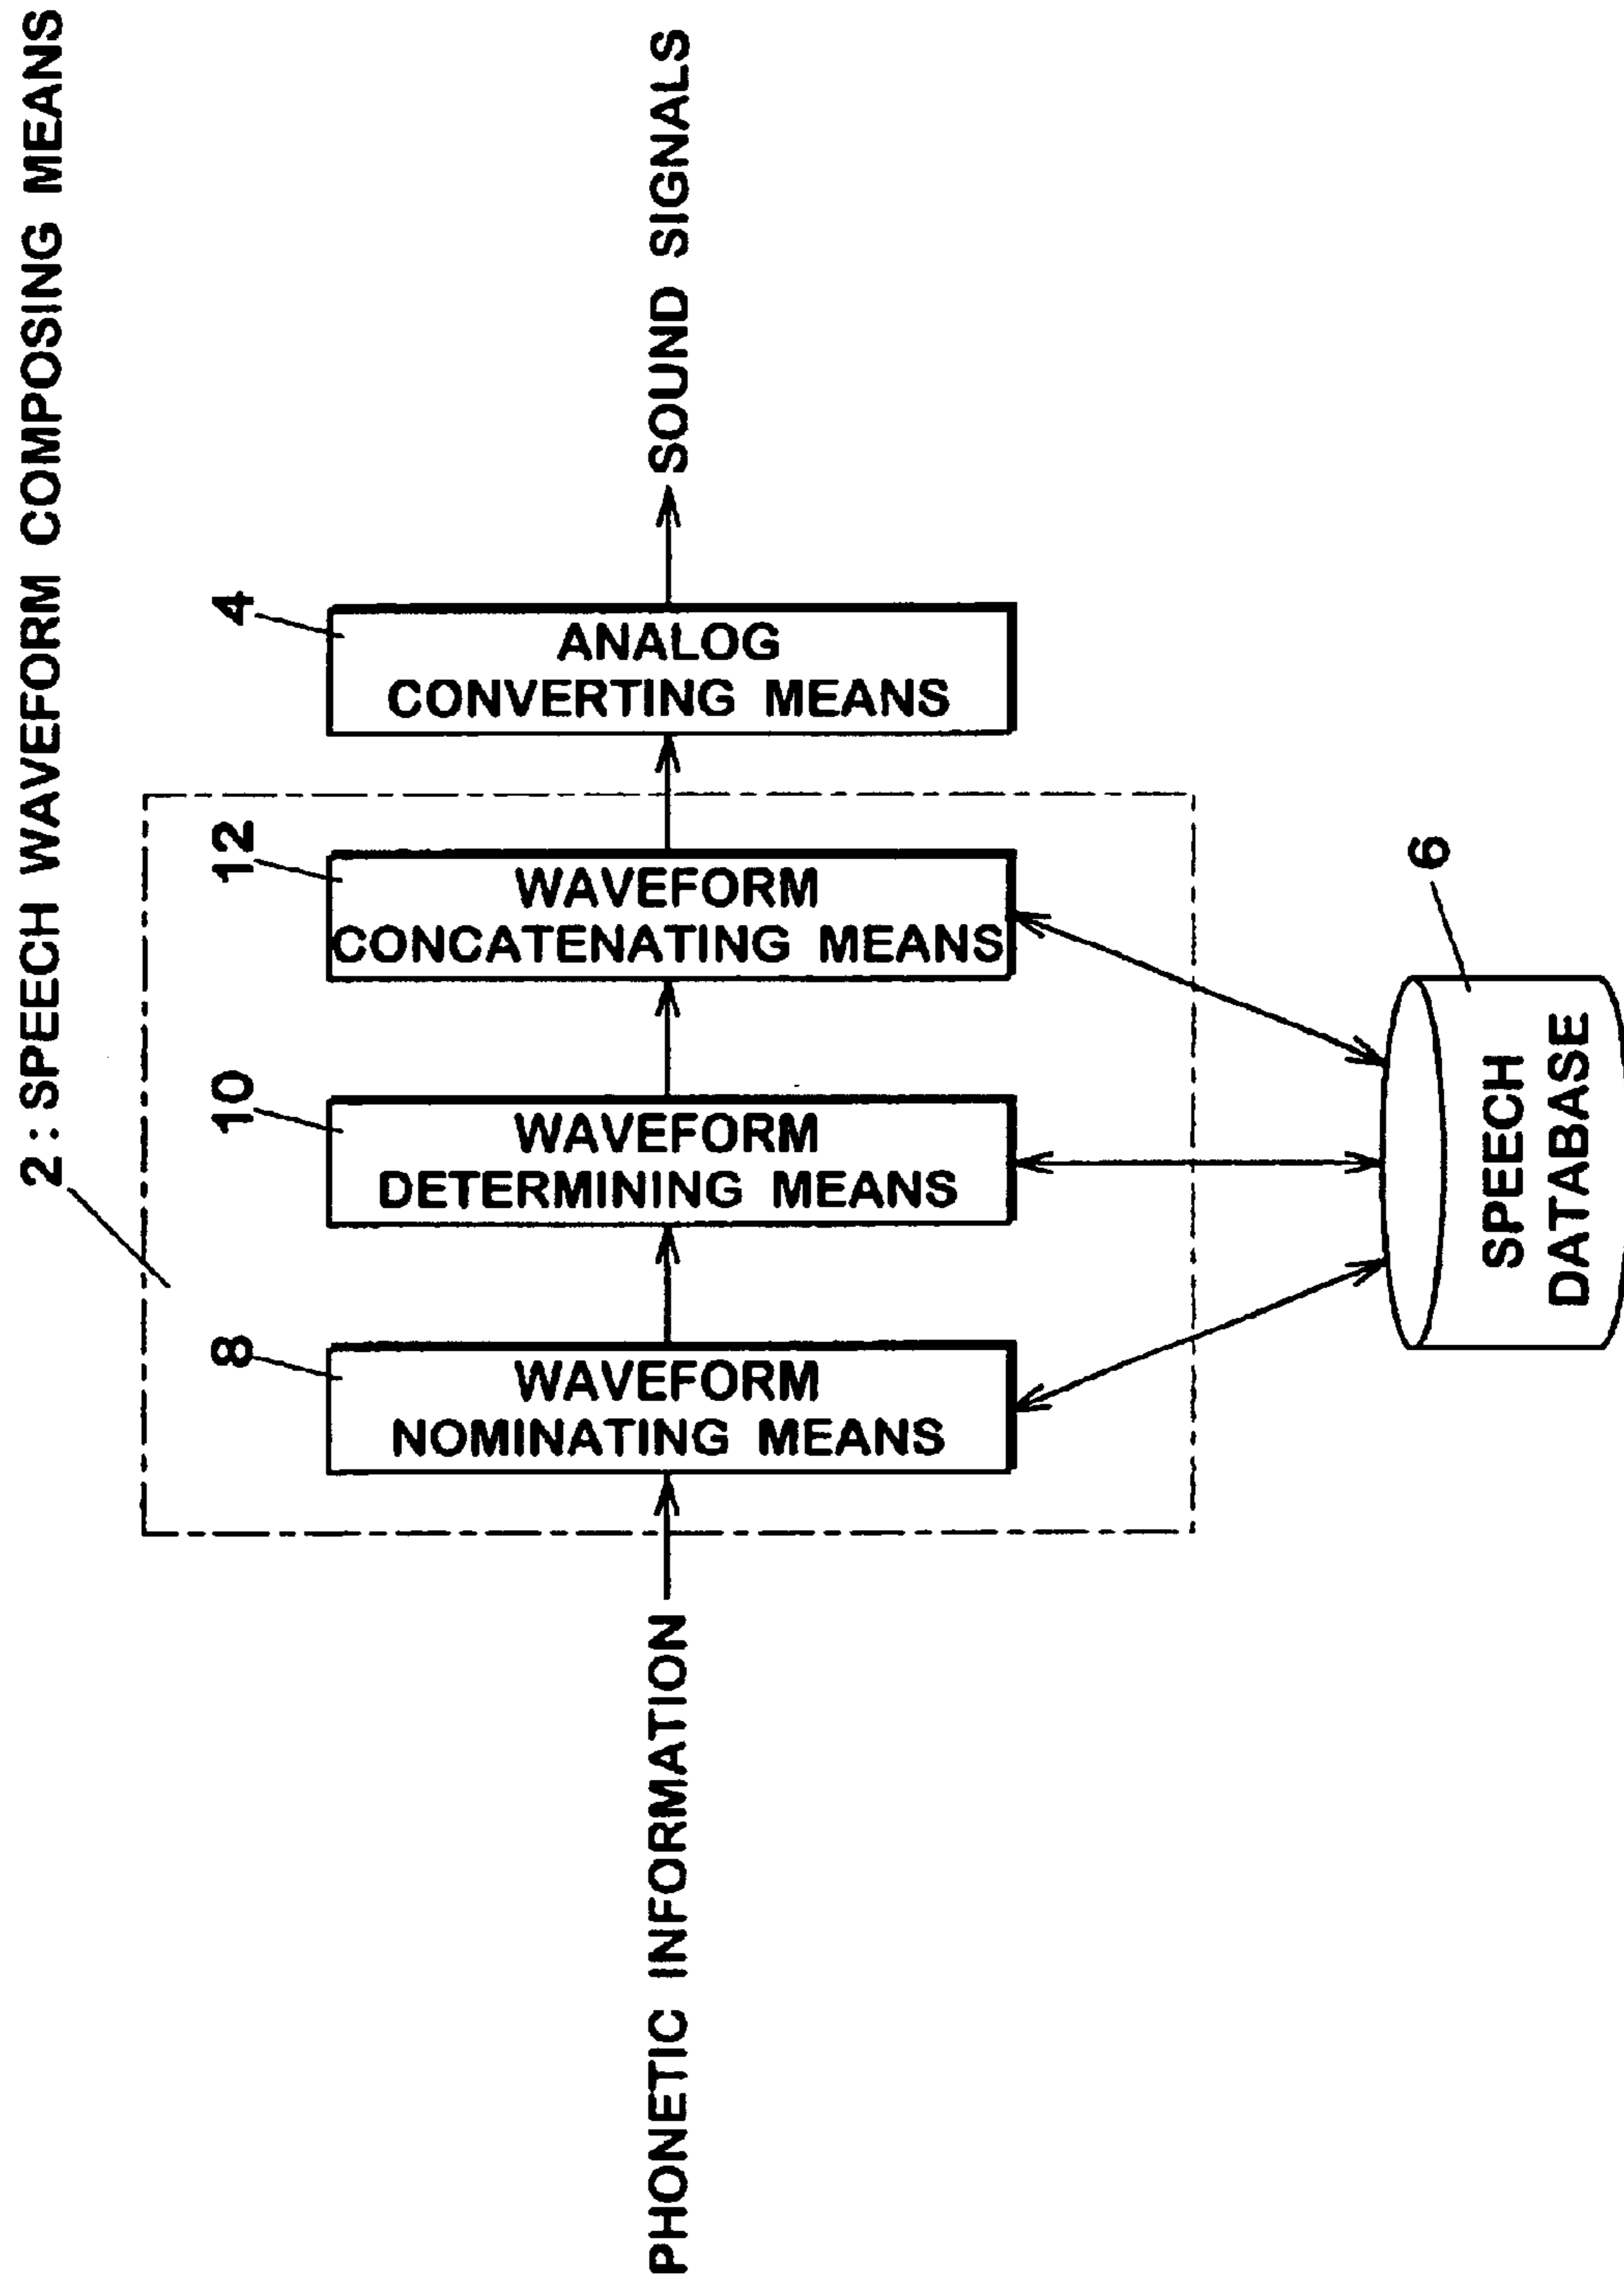 2:SPEECH WAVEFORM COMPOSING MEANS
8
10
12
4
PHONETIC INFORMATION
WAVEFORM
NOMINATING MEANS
WAVEFORM
DETERMINING MEANS
WAVEFORM
CONCATENATING MEANS
ANALOG
CONVERTING MEANS
SOUND SIGNALS
6
SPEECH
DATABASE